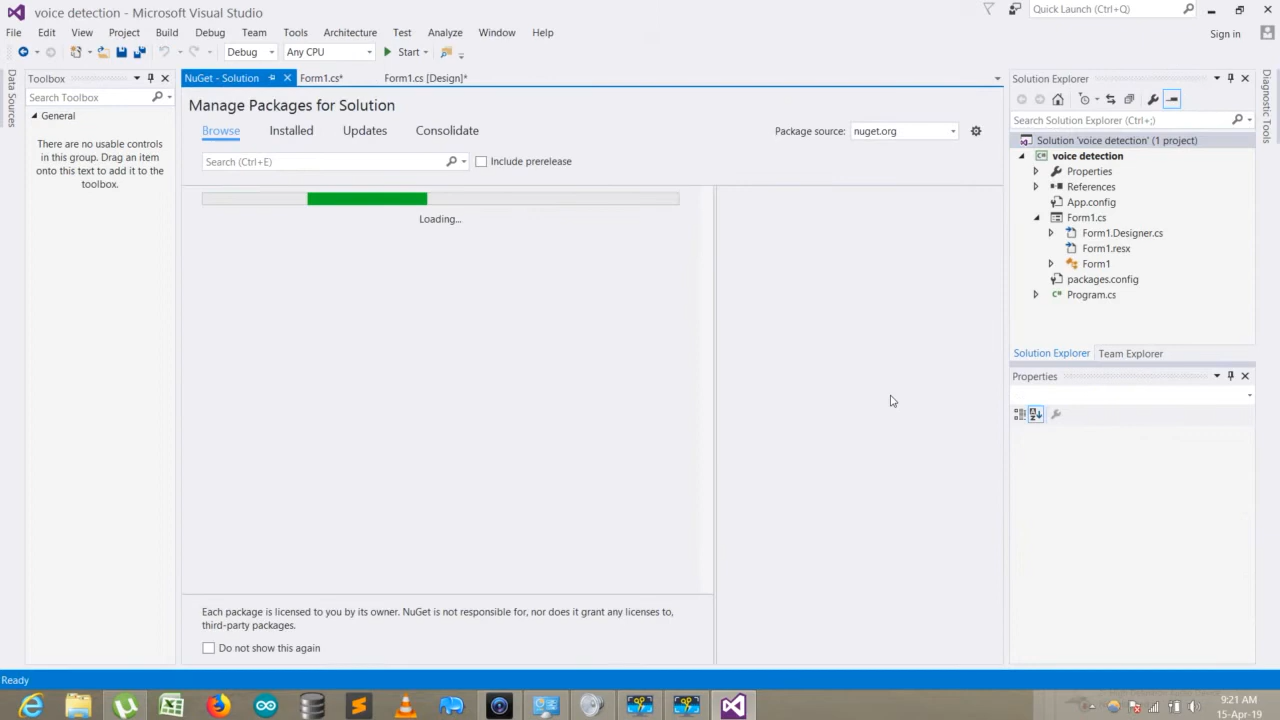 voice detection - Microsoft Visual Studio
Quick Launch (Ctrl+Q)
File Edit View Project Build Debug Team Tools Architecture Test Analyze Window Help
Sign in
Debug Any CPU Start
Data Sources
Toolbox
Search Toolbox
General
There are no usable controls
in this group. Drag an item
onto this text to add it to the
toolbox.
NuGet - Solution Form1.cs* Form1.cs [Design]*
Manage Packages for Solution
Browse Installed Updates Consolidate
Package source: nuget.org
Search (Ctrl+E)
Include prerelease
Loading...
Each package is licensed to you by its owner. NuGet is not responsible for, nor does it grant any licenses to,
third-party packages.
Do not show this again
Solution Explorer
Search Solution Explorer (Ctrl+;)
Solution 'voice detection' (1 project)
voice detection
Properties
References
App.config
Form1.cs
Form1.Designer.cs
Form1.resx
Form1
packages.config
Program.cs
Solution Explorer Team Explorer
Properties
Diagnostic Tools
Ready
9:21 AM
15-Apr-19